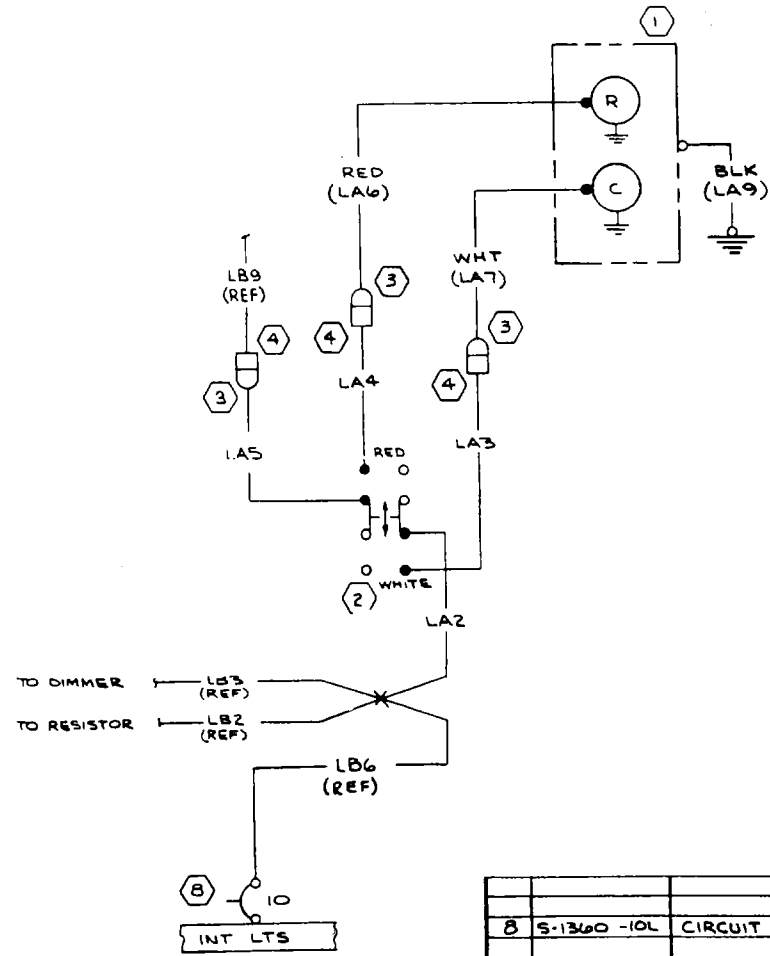 1
R
RED
(LA6)
BLK
(LA9)
C
WHT
(LA7)
LB9
(REF)
3
4
3
4
3
4
LA4
LA5
LA3
RED
2
WHITE
LA2
TO DIMMER
LB3
(REF)
TO RESISTOR
LB2
(REF)
LB6
(REF)
8
10
INT LTS
8 S-1360-10L CIRCUIT